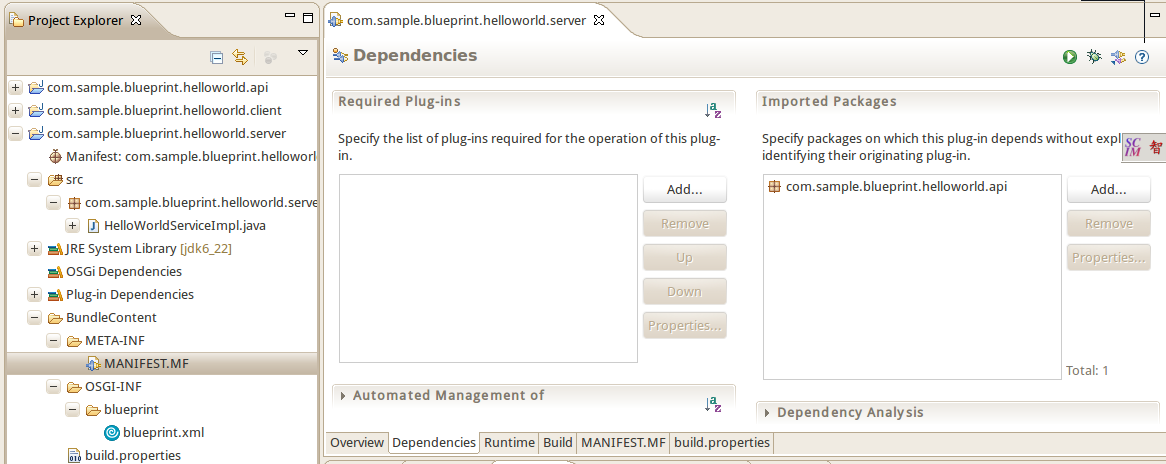 Project Explorer
com.sample.blueprint.helloworld.api
com.sample.blueprint.helloworld.client
com.sample.blueprint.helloworld.server
Manifest: com.sample.blueprint.helloworl
src
com.sample.blueprint.helloworld.serve
HelloWorldServiceImpl.java
JRE System Library [jdk6_22]
OSGi Dependencies
Plug-in Dependencies
BundleContent
META-INF
MANIFEST.MF
OSGI-INF
blueprint
blueprint.xml
build.properties
com.sample.blueprint.helloworld.server
Dependencies
Required Plug-ins
Specify the list of plug-ins required for the operation of this plug-
in.
Add...
Remove
Up
Down
Properties...
Automated Management of
Imported Packages
Specify packages on which this plug-in depends without expl
identifying their originating plug-in.
SCIM 智
com.sample.blueprint.helloworld.api
Add...
Remove
Properties...
Total: 1
Dependency Analysis
Overview Dependencies Runtime Build MANIFEST.MF build.properties